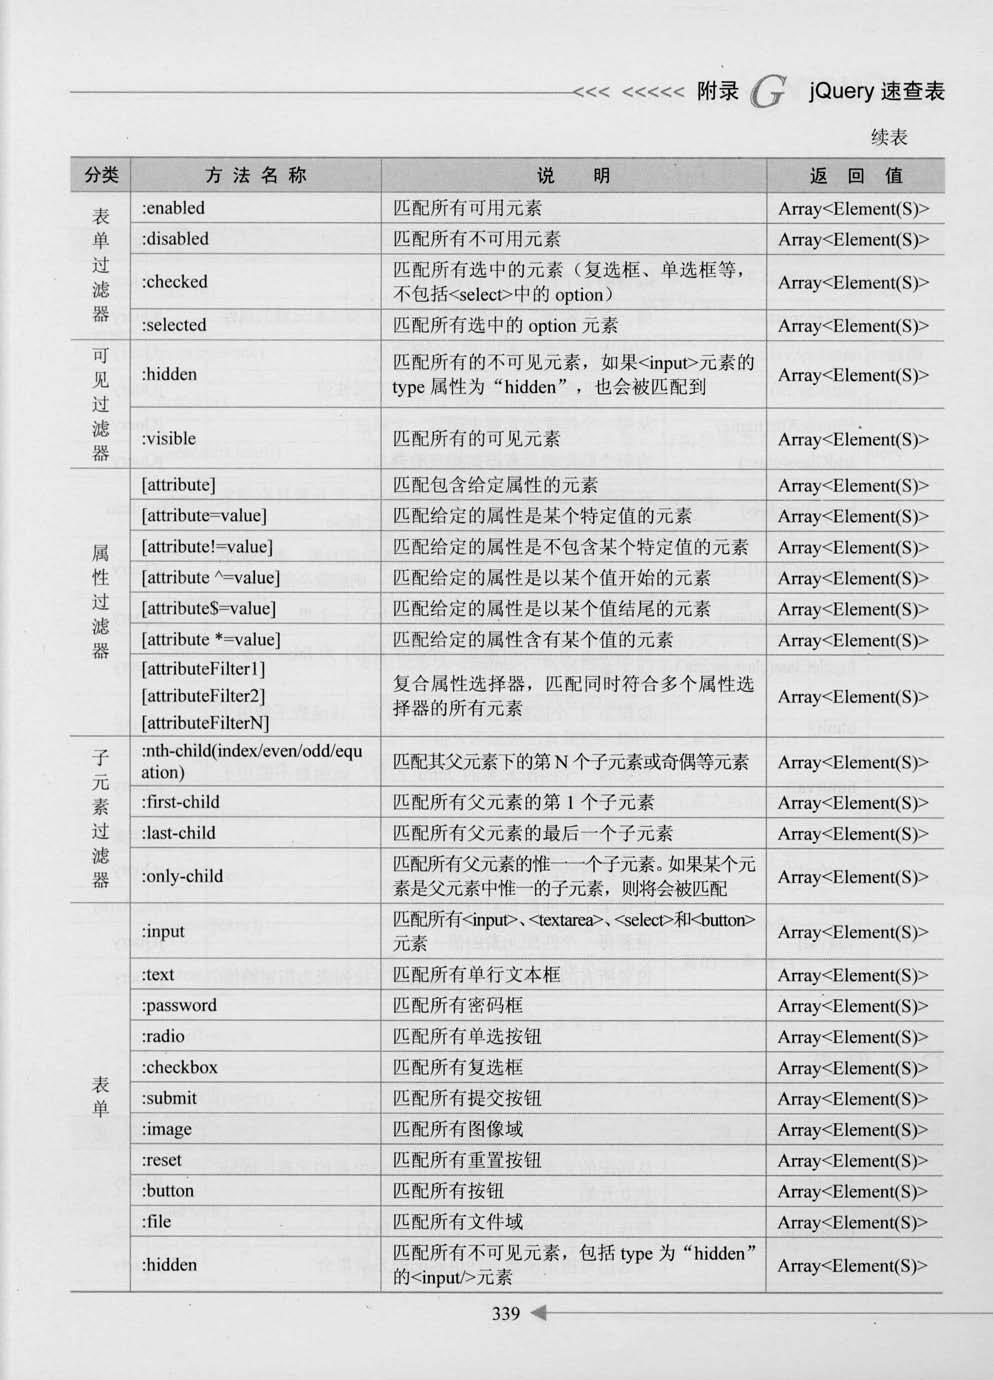 <<< <<<<< 附录 G jQuery 速查表
续表
分类 方法名称 说 明 返 回 值
表单过滤器
:enabled 匹配所有可用元素 Array<Element(S)>
:disabled 匹配所有不可用元素 Array<Element(S)>
:checked 匹配所有选中的元素（复选框、单选框等，
不包括<select>中的 option） Array<Element(S)>
:selected 匹配所有选中的 option 元素 Array<Element(S)>
可见过滤器
:hidden 匹配所有的不可见元素，如果<input>元素的
type 属性为“hidden”，也会被匹配到 Array<Element(S)>
:visible 匹配所有的可见元素 Array<Element(S)>
属性过滤器
[attribute] 匹配包含给定属性的元素 Array<Element(S)>
[attribute=value] 匹配给定的属性是某个特定值的元素 Array<Element(S)>
[attribute!=value] 匹配给定的属性是不包含某个特定值的元素 Array<Element(S)>
[attribute ^=value] 匹配给定的属性是以某个值开始的元素 Array<Element(S)>
[attribute$=value] 匹配给定的属性是以某个值结尾的元素 Array<Element(S)>
[attribute *=value] 匹配给定的属性含有某个值的元素 Array<Element(S)>
[attributeFilter1]
[attributeFilter2]
[attributeFilterN]
复合属性选择器，匹配同时符合多个属性选
择器的所有元素 Array<Element(S)>
子元素过滤器
:nth-child(index/even/odd/equ
ation) 匹配其父元素下的第 N 个子元素或奇偶等元素 Array<Element(S)>
:first-child 匹配所有父元素的第 1 个子元素 Array<Element(S)>
:last-child 匹配所有父元素的最后一个子元素 Array<Element(S)>
:only-child 匹配所有父元素的惟一一个子元素。如果某个元
素是父元素中惟一的子元素，则将会被匹配 Array<Element(S)>
表单
:input 匹配所有<input>、<textarea>、<select>和<button>
元素 Array<Element(S)>
:text 匹配所有单行文本框 Array<Element(S)>
:password 匹配所有密码框 Array<Element(S)>
:radio 匹配所有单选按钮 Array<Element(S)>
:checkbox 匹配所有复选框 Array<Element(S)>
:submit 匹配所有提交按钮 Array<Element(S)>
:image 匹配所有图像域 Array<Element(S)>
:reset 匹配所有重置按钮 Array<Element(S)>
:button 匹配所有按钮 Array<Element(S)>
:file 匹配所有文件域 Array<Element(S)>
:hidden 匹配所有不可见元素，包括 type 为“hidden”
的<input/>元素 Array<Element(S)>
339